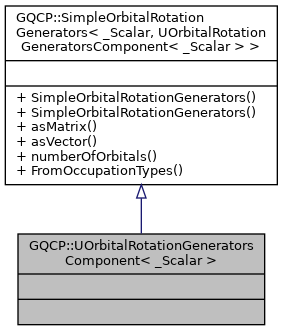 GQCP::SimpleOrbitalRotation
Generators< _Scalar, UOrbitalRotation
GeneratorsComponent< _Scalar > >
+ SimpleOrbitalRotationGenerators()
+ SimpleOrbitalRotationGenerators()
+ asMatrix()
+ asVector()
+ numberOfOrbitals()
+ FromOccupationTypes()
GQCP::UOrbitalRotationGenerators
Component< _Scalar >